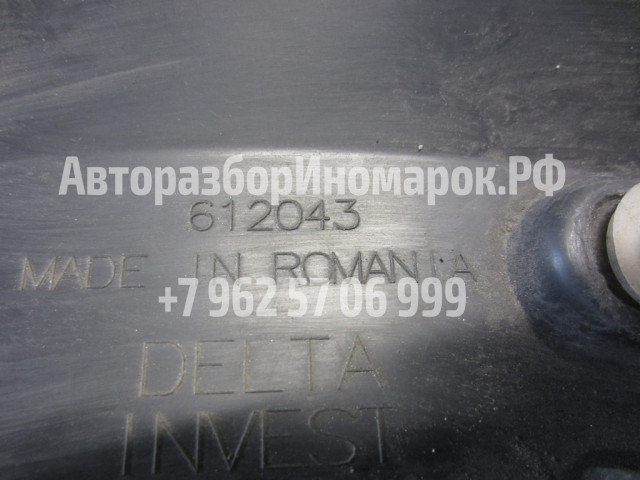 АвторазборИномарок.РФ
612043
MADE IN ROMANIA
+7 962 57 06 999
DELTA
INVEST